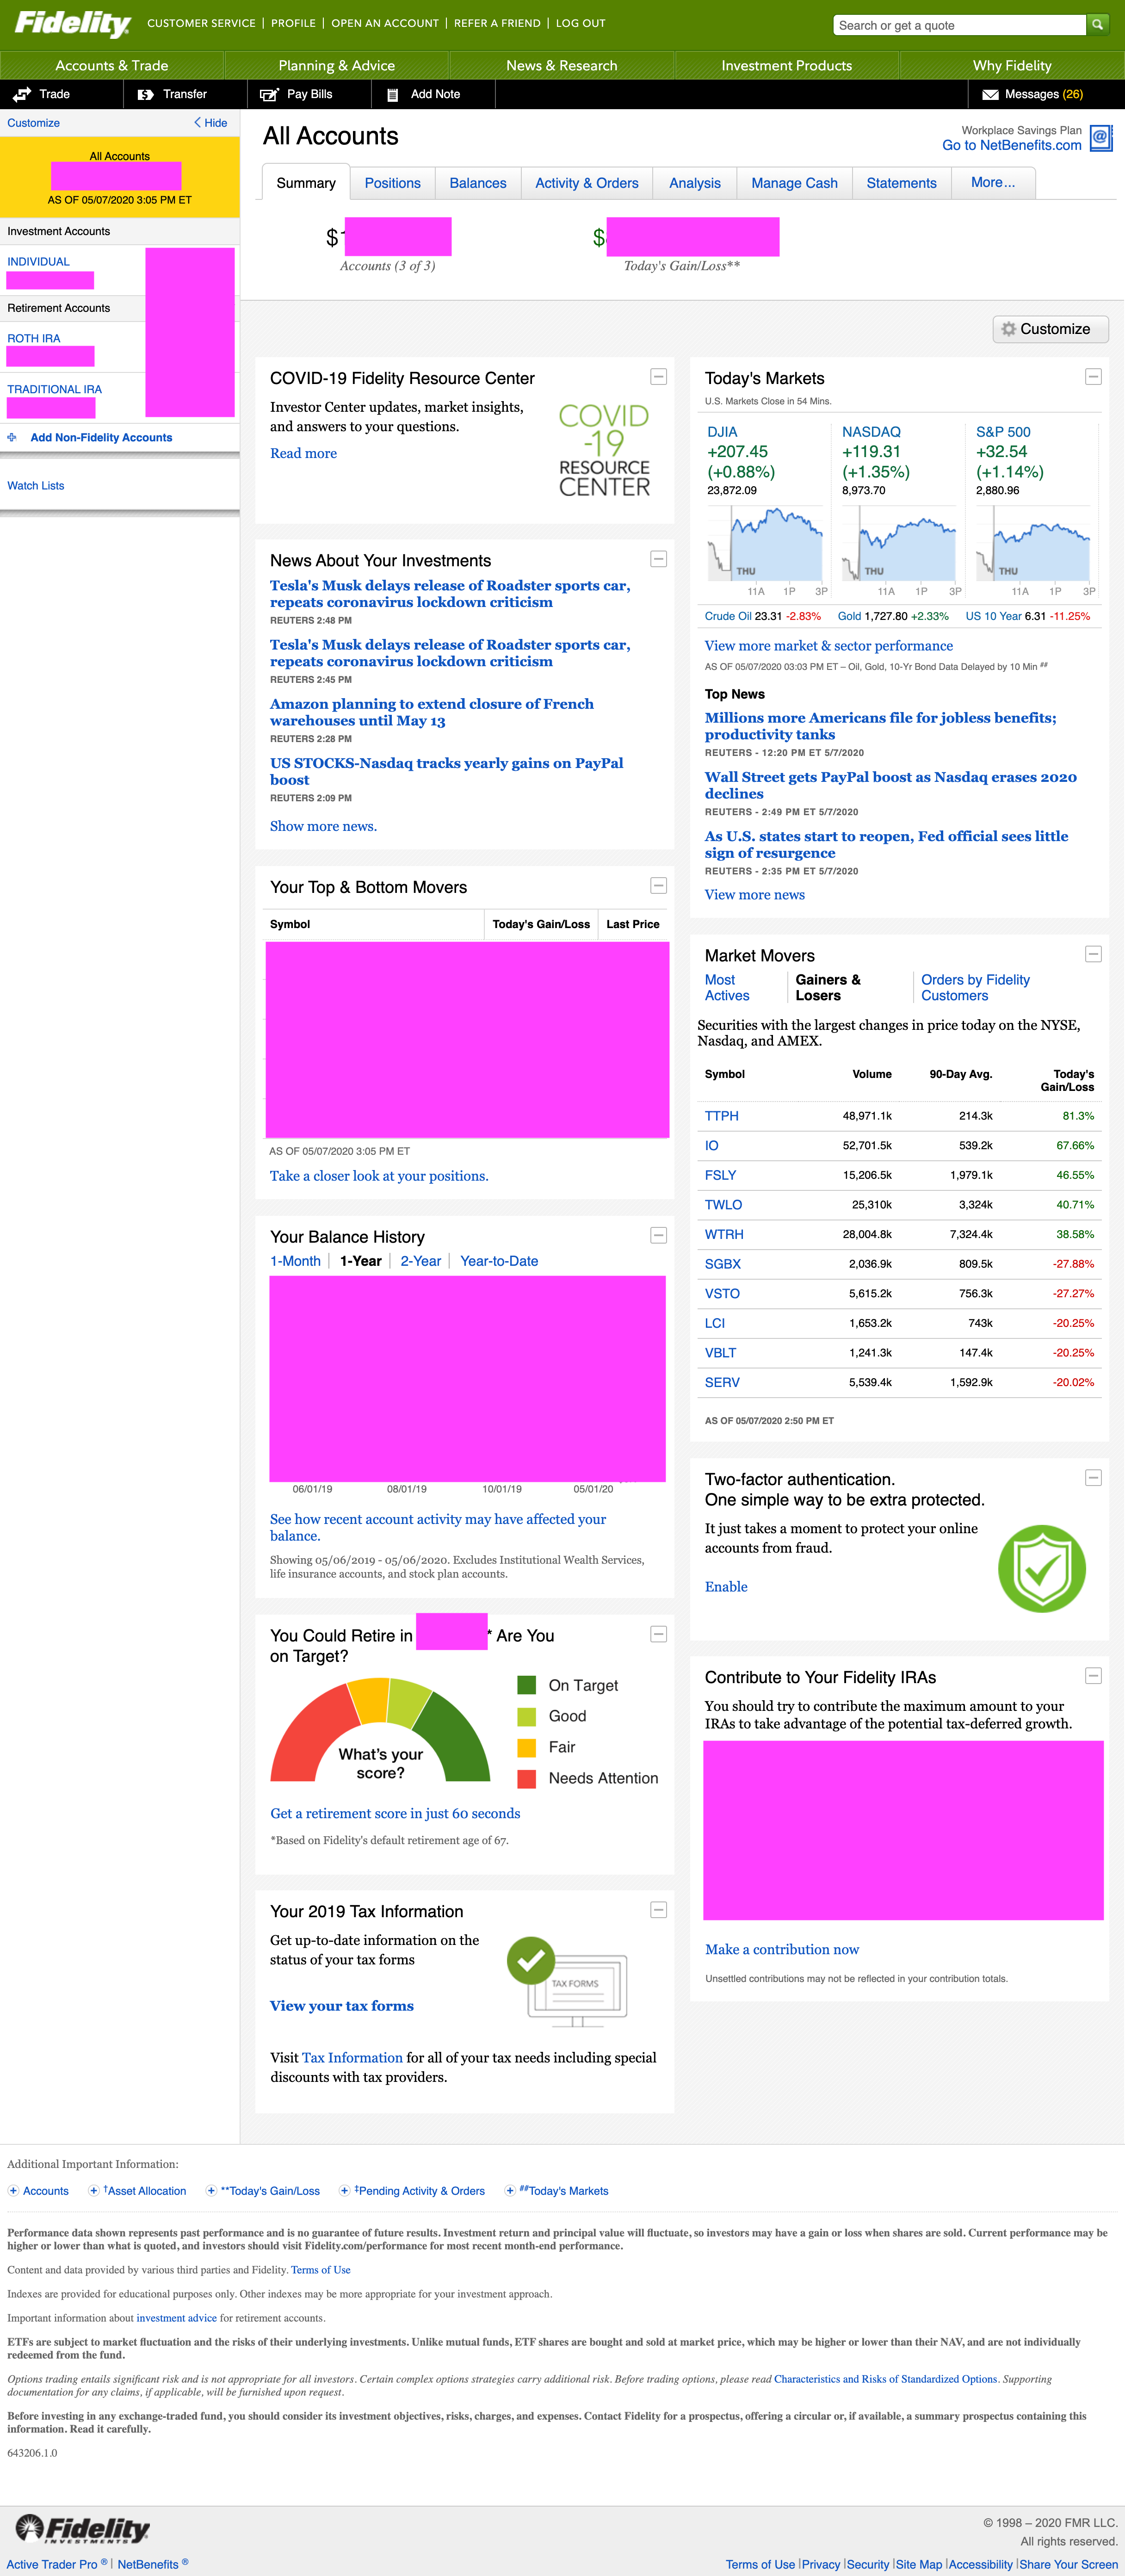 Fidelity
CUSTOMER SERVICE | PROFILE | OPEN AN ACCOUNT | REFER A FRIEND | LOG OUT
Search or get a quote
Accounts & Trade
Planning & Advice
News & Research
Investment Products
Why Fidelity
Trade
Transfer
Pay Bills
Add Note
Messages (26)
Customize
Hide
All Accounts
AS OF 05/07/2020 3:05 PM ET
Investment Accounts
INDIVIDUAL
Retirement Accounts
ROTH IRA
TRADITIONAL IRA
Add Non-Fidelity Accounts
Watch Lists
All Accounts
Workplace Savings Plan
Go to NetBenefits.com
Summary
Positions
Balances
Activity & Orders
Analysis
Manage Cash
Statements
More...
$
Accounts (3 of 3)
$
Today's Gain/Loss**
Customize
COVID-19 Fidelity Resource Center
Investor Center updates, market insights,
and answers to your questions.
Read more
COVID
-19
RESOURCE
CENTER
News About Your Investments
Tesla's Musk delays release of Roadster sports car,
repeats coronavirus lockdown criticism
REUTERS 2:48 PM
Tesla's Musk delays release of Roadster sports car,
repeats coronavirus lockdown criticism
REUTERS 2:45 PM
Amazon planning to extend closure of French
warehouses until May 13
REUTERS 2:28 PM
US STOCKS-Nasdaq tracks yearly gains on PayPal
boost
REUTERS 2:09 PM
Show more news.
Your Top & Bottom Movers
Symbol Today's Gain/Loss Last Price
AS OF 05/07/2020 3:05 PM ET
Take a closer look at your positions.
Your Balance History
1-Month | 1-Year | 2-Year | Year-to-Date
06/01/19 08/01/19 10/01/19 05/01/20
See how recent account activity may have affected your
balance.
Showing 05/06/2019 - 05/06/2020. Excludes Institutional Wealth Services,
life insurance accounts, and stock plan accounts.
You Could Retire in * Are You
on Target?
What's your
score?
On Target
Good
Fair
Needs Attention
Get a retirement score in just 60 seconds
*Based on Fidelity's default retirement age of 67.
Your 2019 Tax Information
Get up-to-date information on the
status of your tax forms
TAX FORMS
View your tax forms
Visit Tax Information for all of your tax needs including special
discounts with tax providers.
Today's Markets
U.S. Markets Close in 54 Mins.
DJIA
+207.45
(+0.88%)
23,872.09
THU
11A 1P 3P
NASDAQ
+119.31
(+1.35%)
8,973.70
THU
11A 1P 3P
S&P 500
+32.54
(+1.14%)
2,880.96
THU
11A 1P 3P
Crude Oil 23.31 -2.83% Gold 1,727.80 +2.33% US 10 Year 6.31 -11.25%
View more market & sector performance
AS OF 05/07/2020 03:03 PM ET – Oil, Gold, 10-Yr Bond Data Delayed by 10 Min ##
Top News
Millions more Americans file for jobless benefits;
productivity tanks
REUTERS - 12:20 PM ET 5/7/2020
Wall Street gets PayPal boost as Nasdaq erases 2020
declines
REUTERS - 2:49 PM ET 5/7/2020
As U.S. states start to reopen, Fed official sees little
sign of resurgence
REUTERS - 2:35 PM ET 5/7/2020
View more news
Market Movers
Most
Actives
Gainers &
Losers
Orders by Fidelity
Customers
Securities with the largest changes in price today on the NYSE,
Nasdaq, and AMEX.
Symbol Volume 90-Day Avg. Today's
Gain/Loss
TTPH 48,971.1k 214.3k 81.3%
IO 52,701.5k 539.2k 67.66%
FSLY 15,206.5k 1,979.1k 46.55%
TWLO 25,310k 3,324k 40.71%
WTRH 28,004.8k 7,324.4k 38.58%
SGBX 2,036.9k 809.5k -27.88%
VSTO 5,615.2k 756.3k -27.27%
LCI 1,653.2k 743k -20.25%
VBLT 1,241.3k 147.4k -20.25%
SERV 5,539.4k 1,592.9k -20.02%
AS OF 05/07/2020 2:50 PM ET
Two-factor authentication.
One simple way to be extra protected.
It just takes a moment to protect your online
accounts from fraud.
Enable
Contribute to Your Fidelity IRAs
You should try to contribute the maximum amount to your
IRAs to take advantage of the potential tax-deferred growth.
Make a contribution now
Unsettled contributions may not be reflected in your contribution totals.
Additional Important Information:
Accounts †Asset Allocation **Today's Gain/Loss ‡Pending Activity & Orders ##Today's Markets
Performance data shown represents past performance and is no guarantee of future results. Investment return and principal value will fluctuate, so investors may have a gain or loss when shares are sold. Current performance may be
higher or lower than what is quoted, and investors should visit Fidelity.com/performance for most recent month-end performance.
Content and data provided by various third parties and Fidelity. Terms of Use
Indexes are provided for educational purposes only. Other indexes may be more appropriate for your investment approach.
Important information about investment advice for retirement accounts.
ETFs are subject to market fluctuation and the risks of their underlying investments. Unlike mutual funds, ETF shares are bought and sold at market price, which may be higher or lower than their NAV, and are not individually
redeemed from the fund.
Options trading entails significant risk and is not appropriate for all investors. Certain complex options strategies carry additional risk. Before trading options, please read Characteristics and Risks of Standardized Options. Supporting
documentation for any claims, if applicable, will be furnished upon request.
Before investing in any exchange-traded fund, you should consider its investment objectives, risks, charges, and expenses. Contact Fidelity for a prospectus, offering a circular or, if available, a summary prospectus containing this
information. Read it carefully.
643206.1.0
Fidelity
INVESTMENTS
© 1998 – 2020 FMR LLC.
All rights reserved.
Active Trader Pro ® | NetBenefits ®
Terms of Use |Privacy |Security |Site Map |Accessibility |Share Your Screen